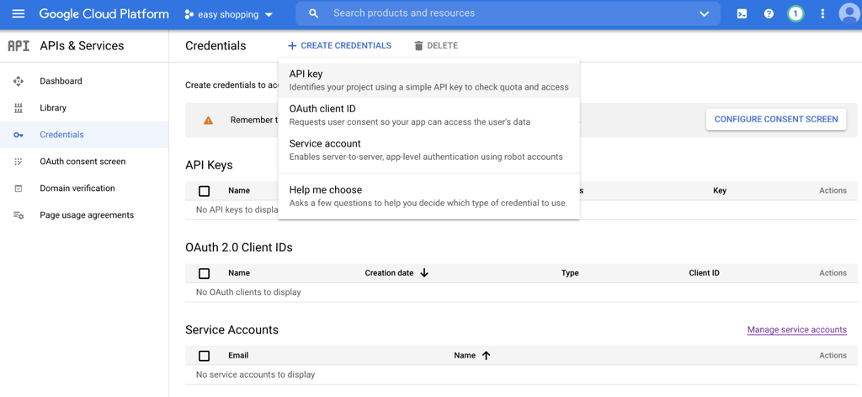 Google Cloud Platform
easy shopping
Search products and resources
1
API APIs & Services
Credentials
CREATE CREDENTIALS
DELETE
Dashboard
Library
Credentials
OAuth consent screen
Domain verification
Page usage agreements
Create credentials to
API key
Identifies your project using a simple API key to check quota and access
OAuth client ID
Requests user consent so your app can access the user's data
Service account
Enables server-to-server, app-level authentication using robot accounts
Help me choose
Asks a few questions to help you decide which type of credential to use
Remember
CONFIGURE CONSENT SCREEN
API Keys
Name Key Actions
No API keys to
OAuth 2.0 Client IDs
Name Creation date Type Client ID Actions
No OAuth clients to display
Service Accounts
Manage service accounts
Email Name Actions
No service accounts to display